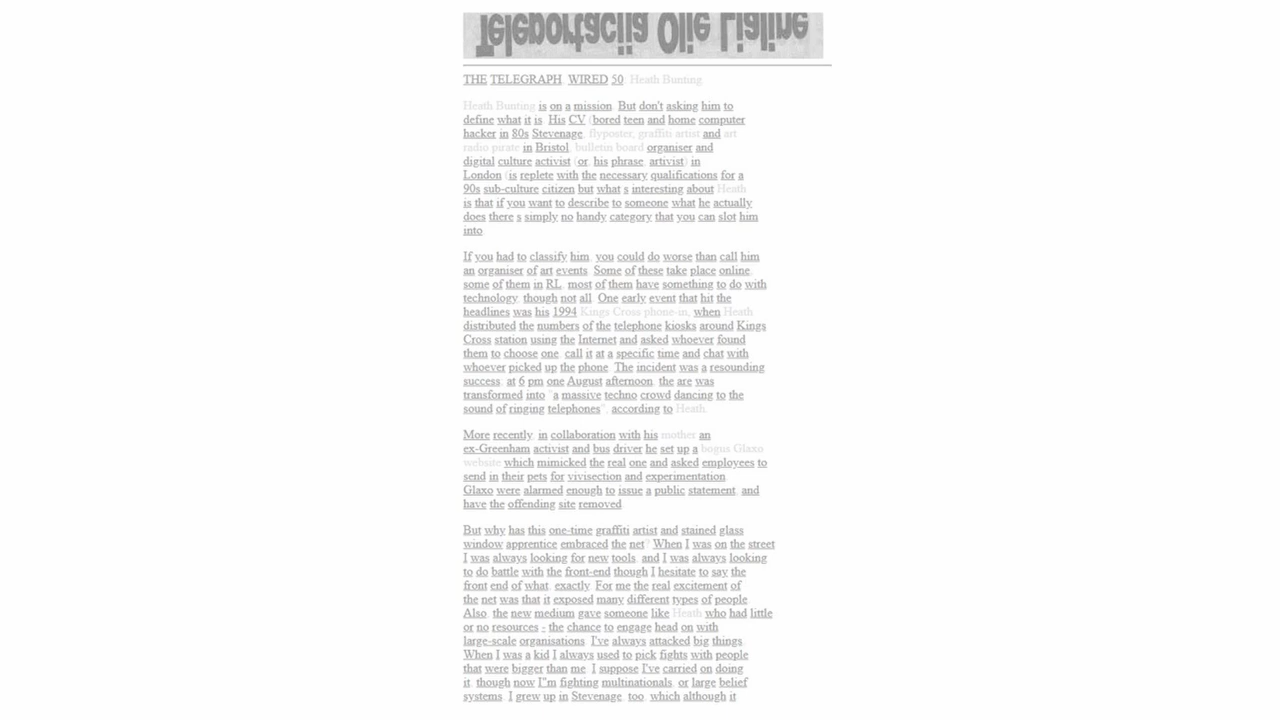 Teleportacija Olie Lialine
THE TELEGRAPH, WIRED 50: Heath Bunting
Heath Bunting is on a mission. But don't asking him to
define what it is. His CV (bored teen and home computer
hacker in 80s Stevenage, flyposter, graffiti artist and art
radio pirate in Bristol, bulletin board organiser and
digital culture activist (or, his phrase, artivist) in
London (is replete with the necessary qualifications for a
90s sub-culture citizen but what s interesting about Heath
is that if you want to describe to someone what he actually
does there s simply no handy category that you can slot him
into
If you had to classify him, you could do worse than call him
an organiser of art events. Some of these take place online,
some of them in RL, most of them have something to do with
technology, though not all. One early event that hit the
headlines was his 1994 Kings Cross phone-in, when Heath
distributed the numbers of the telephone kiosks around Kings
Cross station using the Internet and asked whoever found
them to choose one, call it at a specific time and chat with
whoever picked up the phone. The incident was a resounding
success, at 6 pm one August afternoon, the are was
transformed into "a massive techno crowd dancing to the
sound of ringing telephones", according to Heath.
More recently, in collaboration with his mother an
ex-Greenham activist and bus driver he set up a bogus Glaxo
website which mimicked the real one and asked employees to
send in their pets for vivisection and experimentation
Glaxo were alarmed enough to issue a public statement, and
have the offending site removed
But why has this one-time graffiti artist and stained glass
window apprentice embraced the net? When I was on the street
I was always looking for new tools, and I was always looking
to do battle with the front-end though I hesitate to say the
front end of what, exactly. For me the real excitement of
the net was that it exposed many different types of people
Also, the new medium gave someone like Heath who had little
or no resources - the chance to engage head on with
large-scale organisations. I've always attacked big things.
When I was a kid I always used to pick fights with people
that were bigger than me. I suppose I've carried on doing
it, though now I"m fighting multinationals, or large belief
systems. I grew up in Stevenage, too, which although it